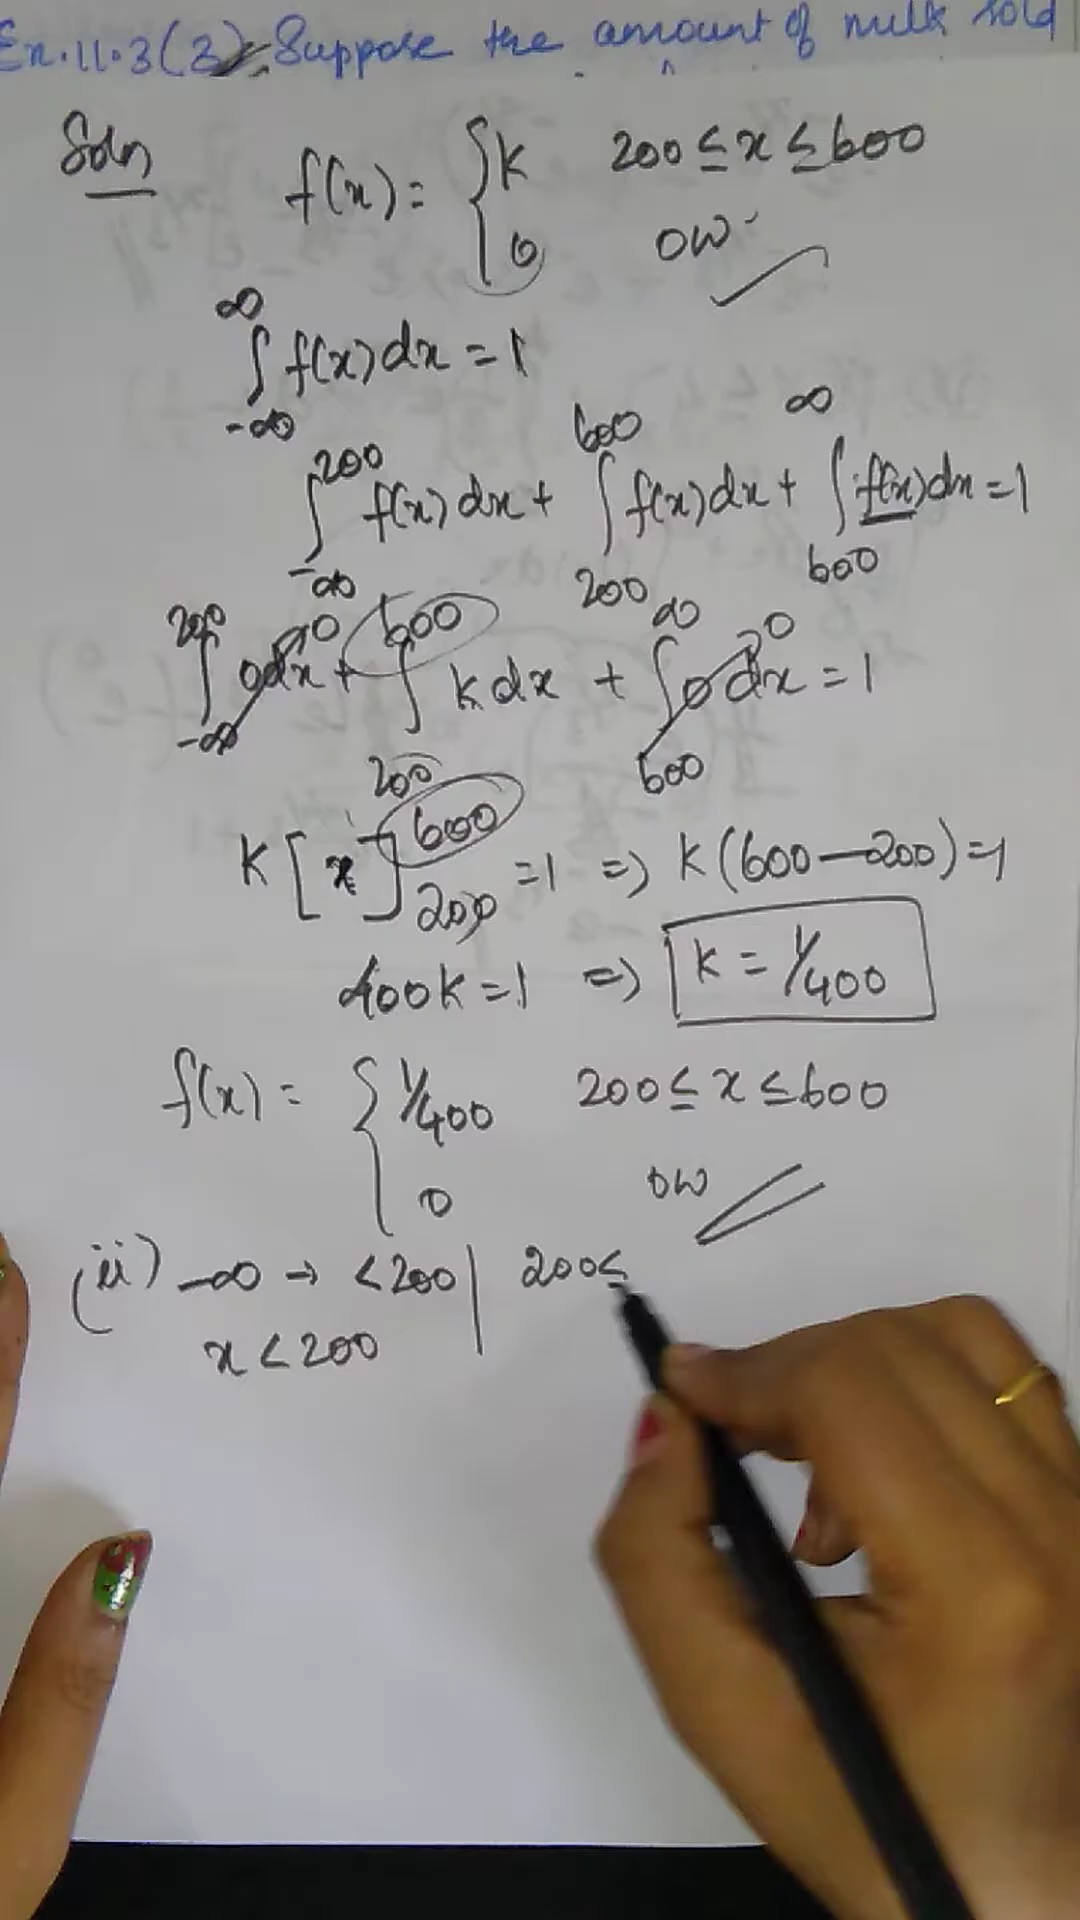 Ex.11.3(3) Suppose the amount of milk sold
Soln f(x) = { k 200 ≤ x ≤ 600
0 OW
∫_{-∞}^{∞} f(x) dx = 1
∫_{-∞}^{200} f(x) dx + ∫_{200}^{600} f(x) dx + ∫_{600}^{∞} f(x) dx = 1
∫_{-∞}^{200} 0 dx→0 + ∫_{200}^{600} k dx + ∫_{600}^{∞} 0 dx→0 = 1
k [x]_{200}^{600} = 1 ⇒ k(600 — 200) = 1
400k = 1 ⇒ k = 1/400
f(x) = { 1/400 200 ≤ x ≤ 600
0 OW
(ii) -∞ → <200 | 200≤
x < 200